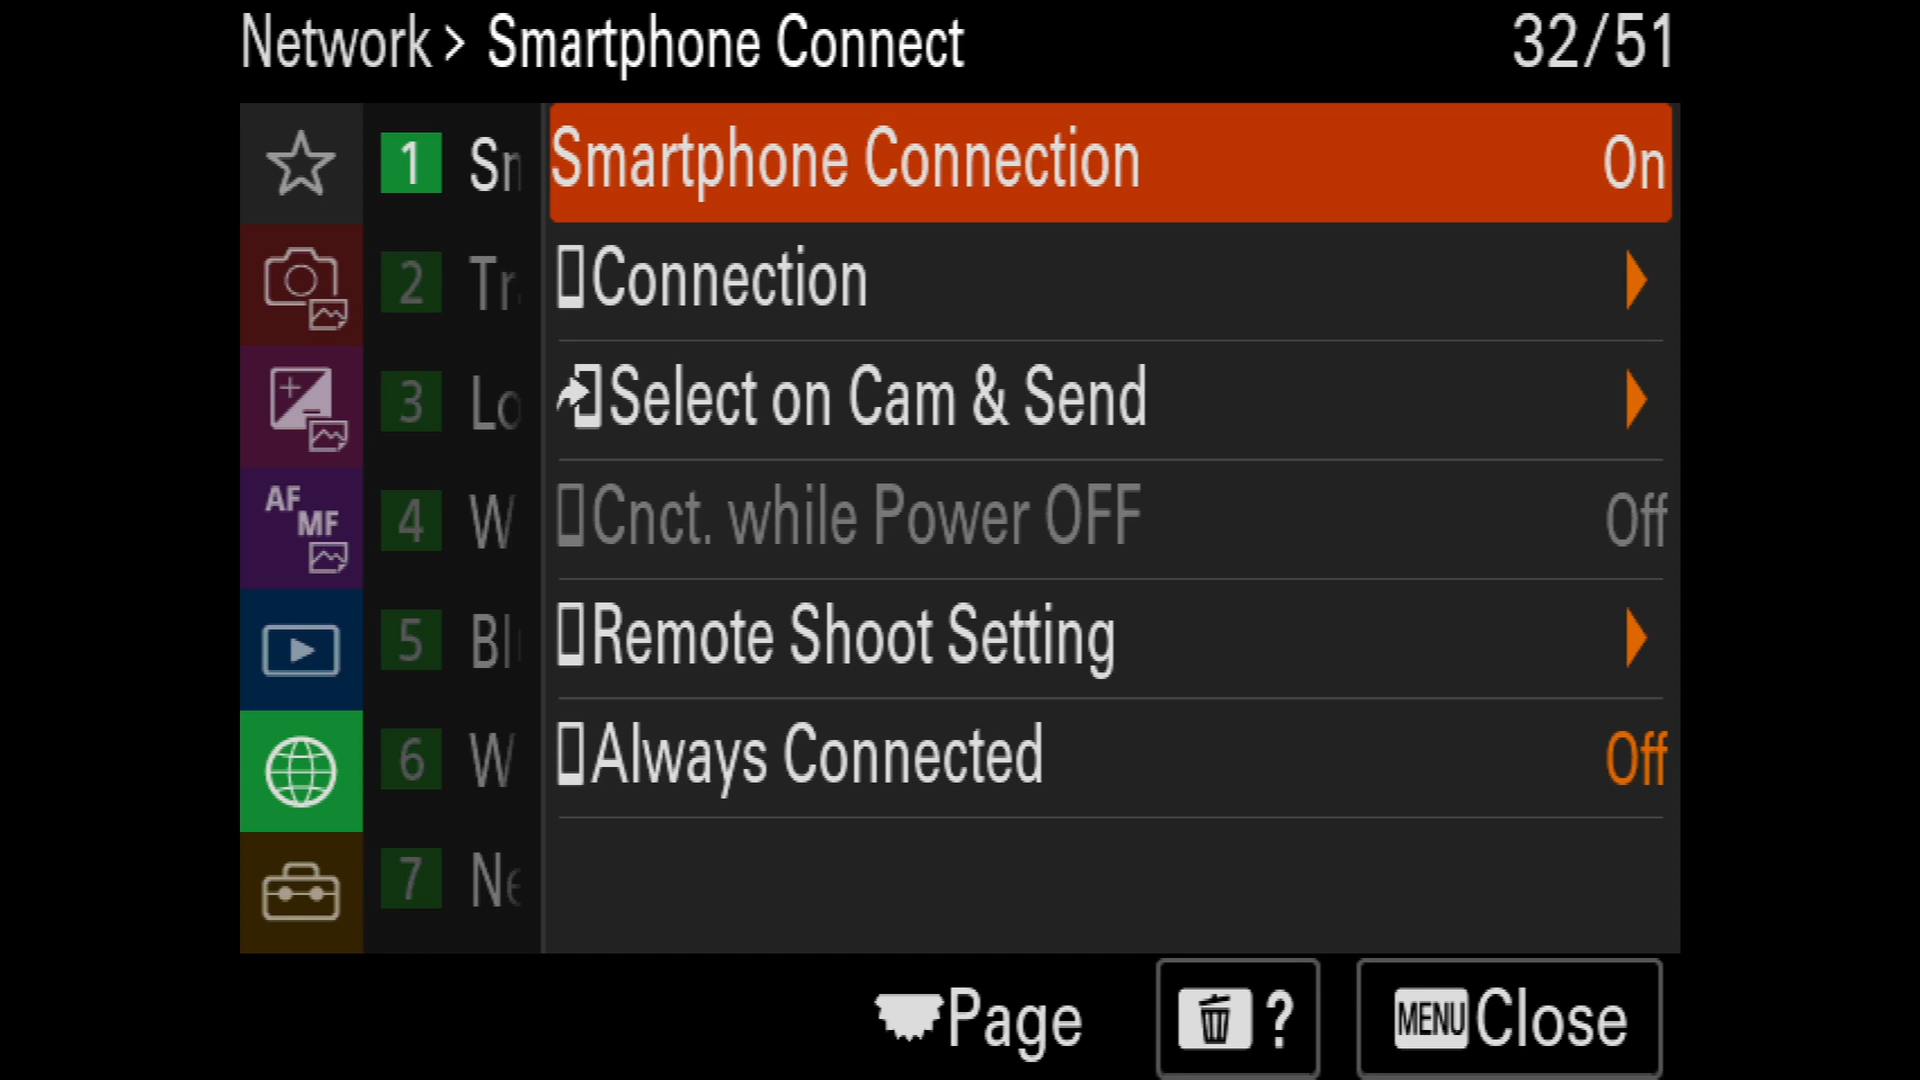 Network > Smartphone Connect 32/51
1
2
3
4
5
6
7
AF MF
Smartphone Connection On
Connection
Select on Cam & Send
Cnct. while Power OFF Off
Remote Shoot Setting
Always Connected Off
Page
?
MENU Close